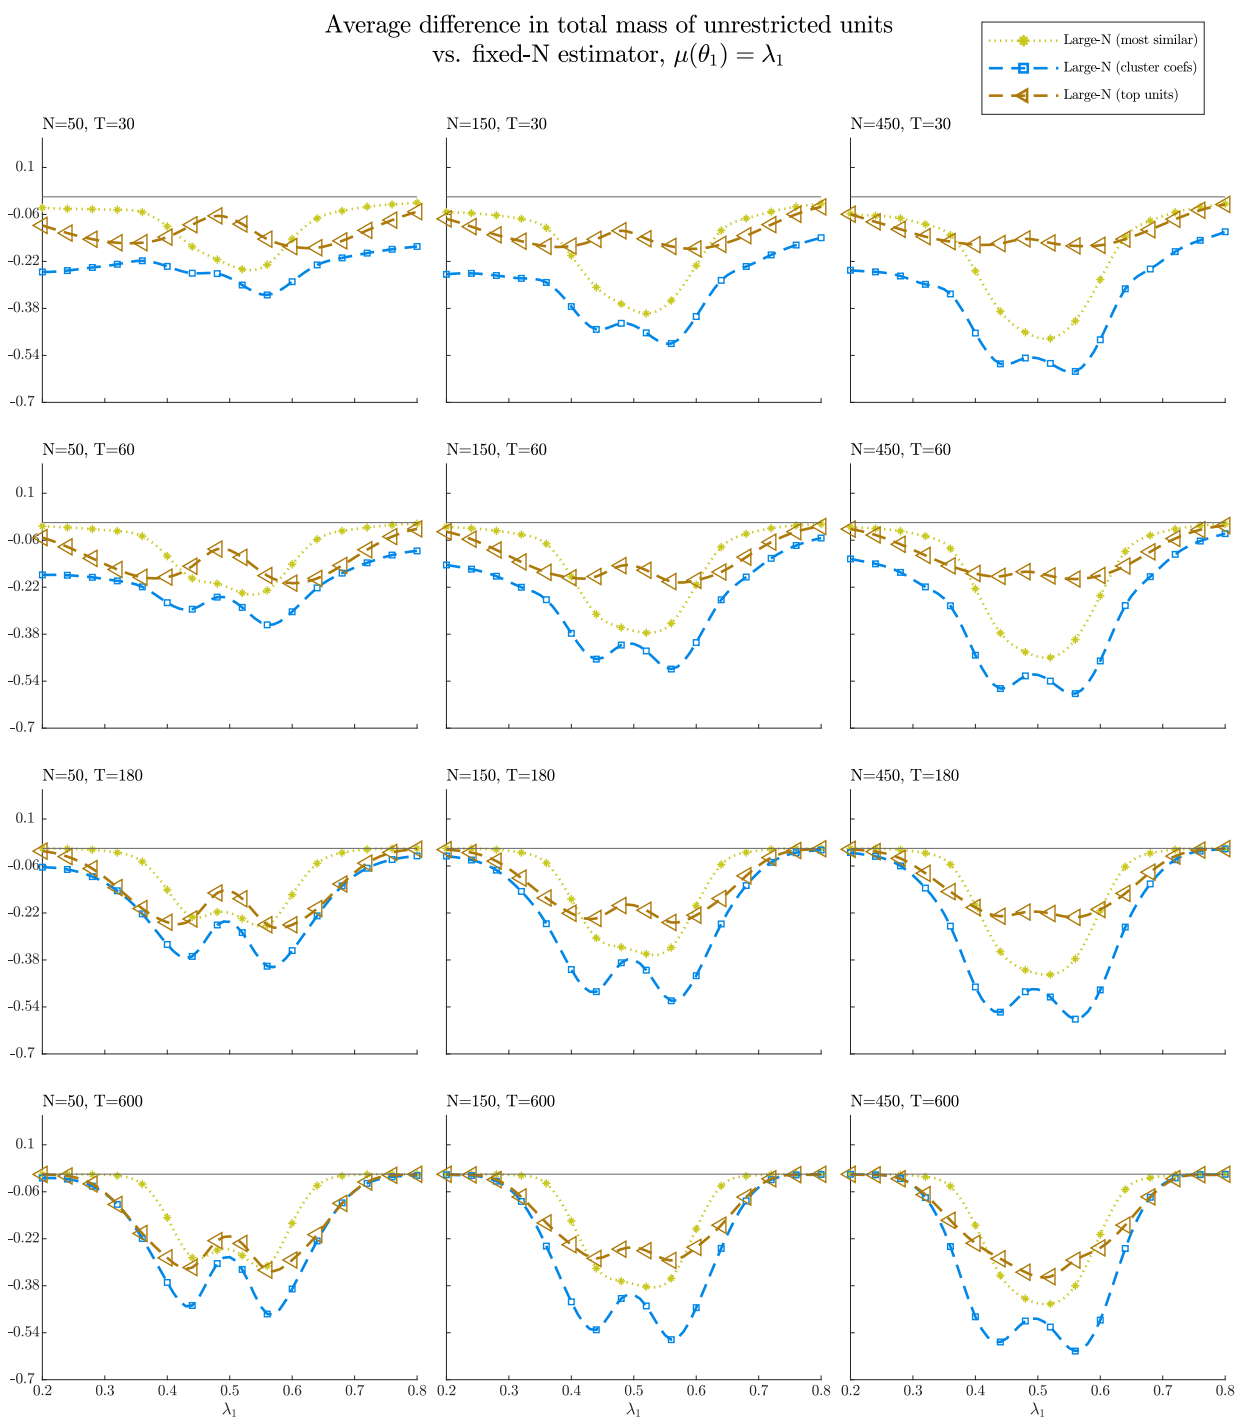 Average difference in total mass of unrestricted units
vs. fixed-N estimator, μ(θ₁) = λ₁
Large-N (most similar)
Large-N (cluster coefs)
Large-N (top units)
N=50, T=30
N=150, T=30
N=450, T=30
0.1
-0.06
-0.22
-0.38
-0.54
-0.7
N=50, T=60
N=150, T=60
N=450, T=60
0.1
-0.06
-0.22
-0.38
-0.54
-0.7
N=50, T=180
N=150, T=180
N=450, T=180
0.1
-0.06
-0.22
-0.38
-0.54
-0.7
N=50, T=600
N=150, T=600
N=450, T=600
0.1
-0.06
-0.22
-0.38
-0.54
-0.7
0.2 0.3 0.4 0.5 0.6 0.7 0.8
0.2 0.3 0.4 0.5 0.6 0.7 0.8
0.2 0.3 0.4 0.5 0.6 0.7 0.8
λ₁
λ₁
λ₁